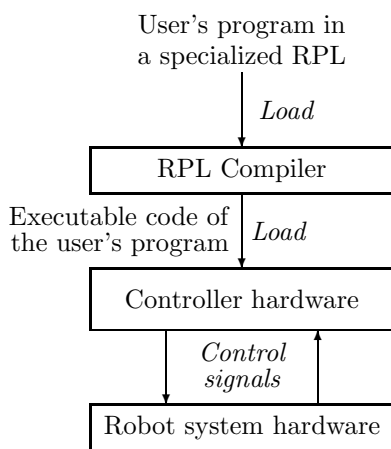 User's program in
a specialized RPL
Load
RPL Compiler
Executable code of
the user's program
Load
Controller hardware
Control
signals
Robot system hardware